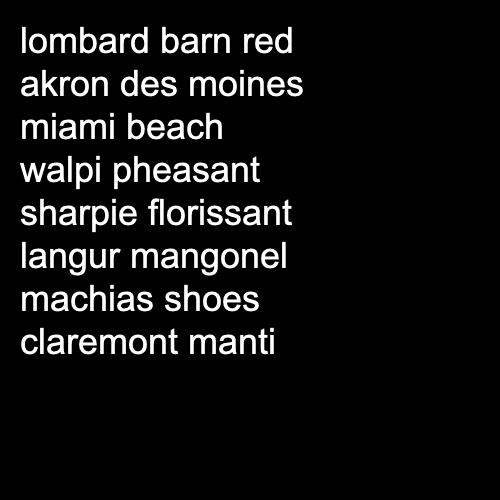 lombard barn red
akron des moines
miami beach
walpi pheasant
sharpie florissant
langur mangonel
machias shoes
claremont manti